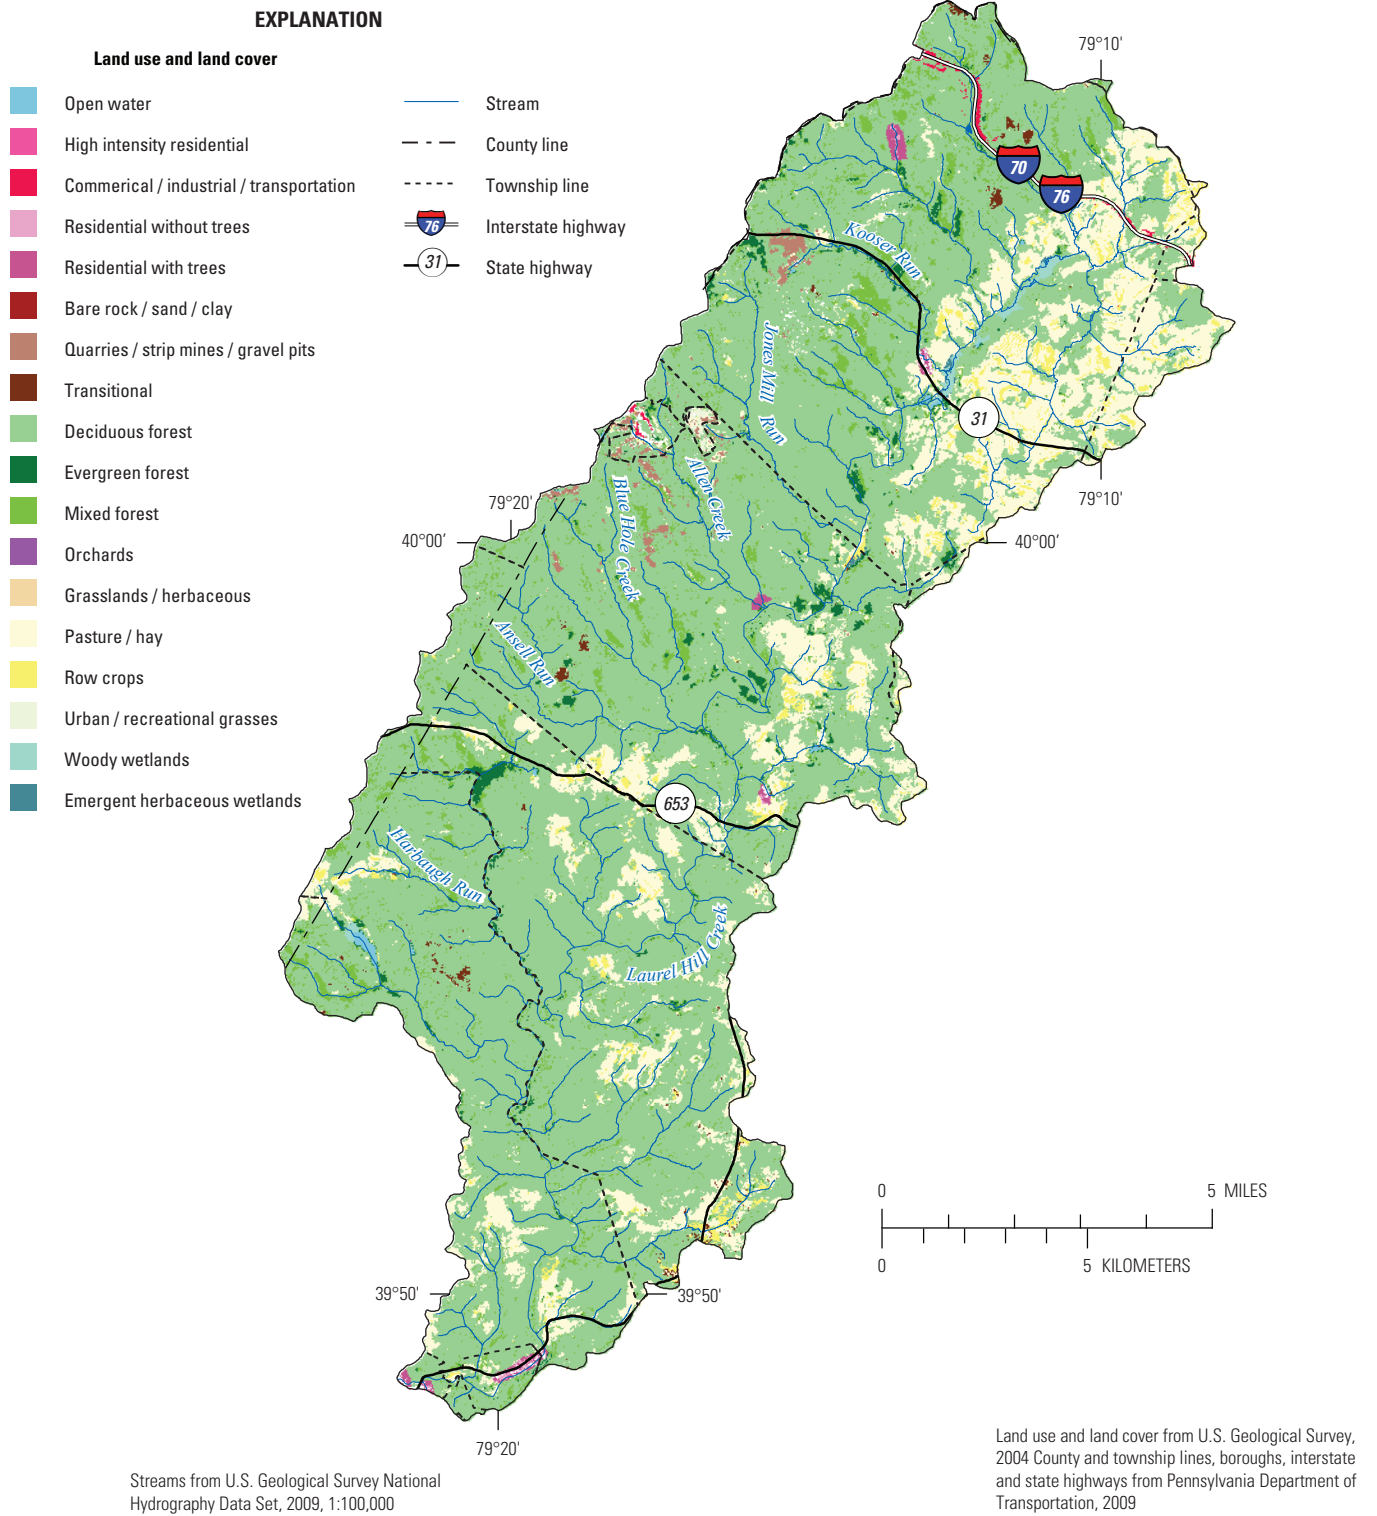 EXPLANATION
Land use and land cover
Open water
High intensity residential
Commerical / industrial / transportation
Residential without trees
Residential with trees
Bare rock / sand / clay
Quarries / strip mines / gravel pits
Transitional
Deciduous forest
Evergreen forest
Mixed forest
Orchards
Grasslands / herbaceous
Pasture / hay
Row crops
Urban / recreational grasses
Woody wetlands
Emergent herbaceous wetlands
Stream
County line
Township line
76
Interstate highway
31
State highway
79°10'
70
76
Kooser Run
Jones Mill Run
31
79°10'
Allen Creek
Blue Hole Creek
79°20'
40°00'
40°00'
Ansell Run
653
Harbaugh Run
Laurel Hill Creek
0
5 MILES
0
5 KILOMETERS
39°50'
39°50'
79°20'
Streams from U.S. Geological Survey National
Hydrography Data Set, 2009, 1:100,000
Land use and land cover from U.S. Geological Survey,
2004 County and township lines, boroughs, interstate
and state highways from Pennsylvania Department of
Transportation, 2009